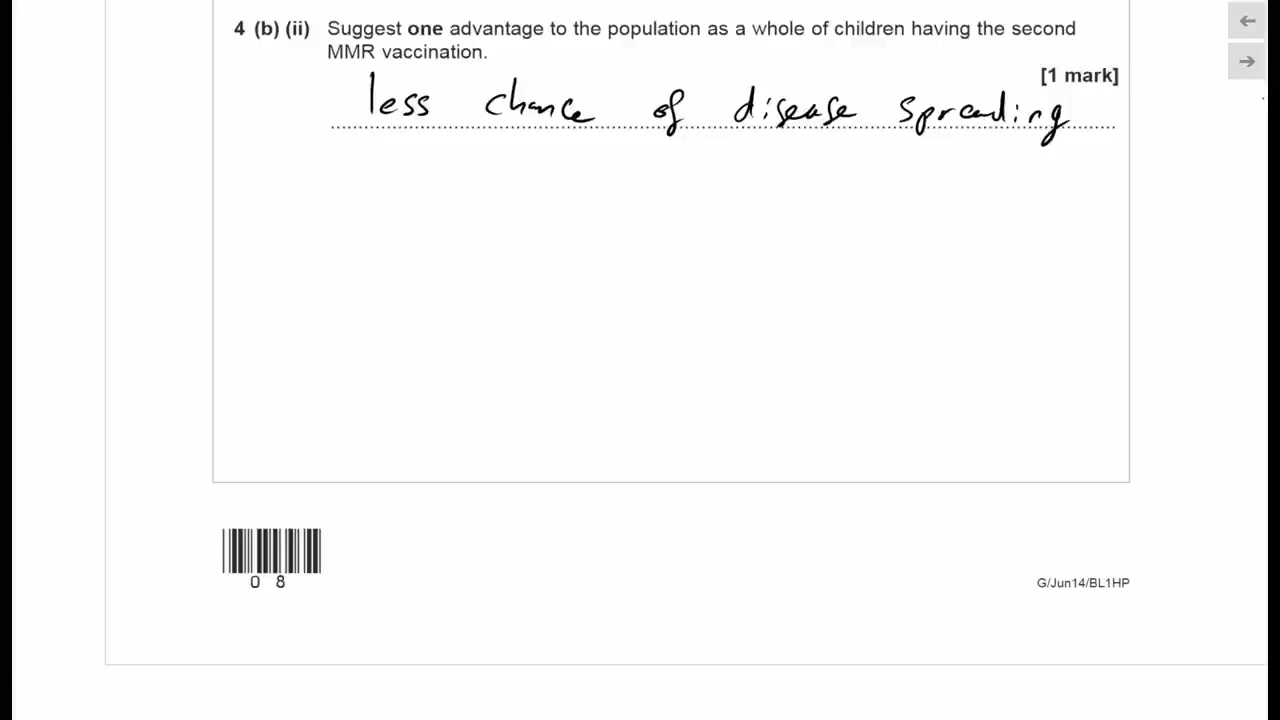 4 (b) (ii) Suggest one advantage to the population as a whole of children having the second
MMR vaccination.
[1 mark]
less chance of disease spreading
0 8
G/Jun14/BL1HP